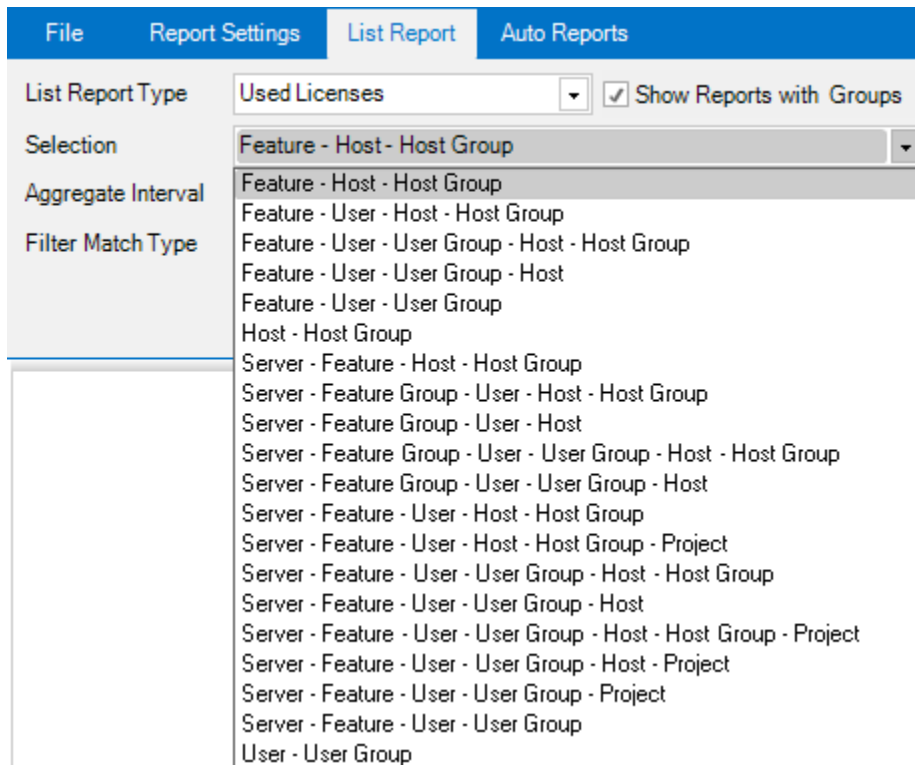 File Report Settings List Report Auto Reports
List Report Type Used Licenses Show Reports with Groups
Selection Feature - Host - Host Group
Aggregate Interval
Filter Match Type
Feature - Host - Host Group
Feature - User - Host - Host Group
Feature - User - User Group - Host - Host Group
Feature - User - User Group - Host
Feature - User - User Group
Host - Host Group
Server - Feature - Host - Host Group
Server - Feature Group - User - Host - Host Group
Server - Feature Group - User - Host
Server - Feature Group - User - User Group - Host - Host Group
Server - Feature Group - User - User Group - Host
Server - Feature - User - Host - Host Group
Server - Feature - User - Host - Host Group - Project
Server - Feature - User - User Group - Host - Host Group
Server - Feature - User - User Group - Host
Server - Feature - User - User Group - Host - Host Group - Project
Server - Feature - User - User Group - Host - Project
Server - Feature - User - User Group - Project
Server - Feature - User - User Group
User - User Group